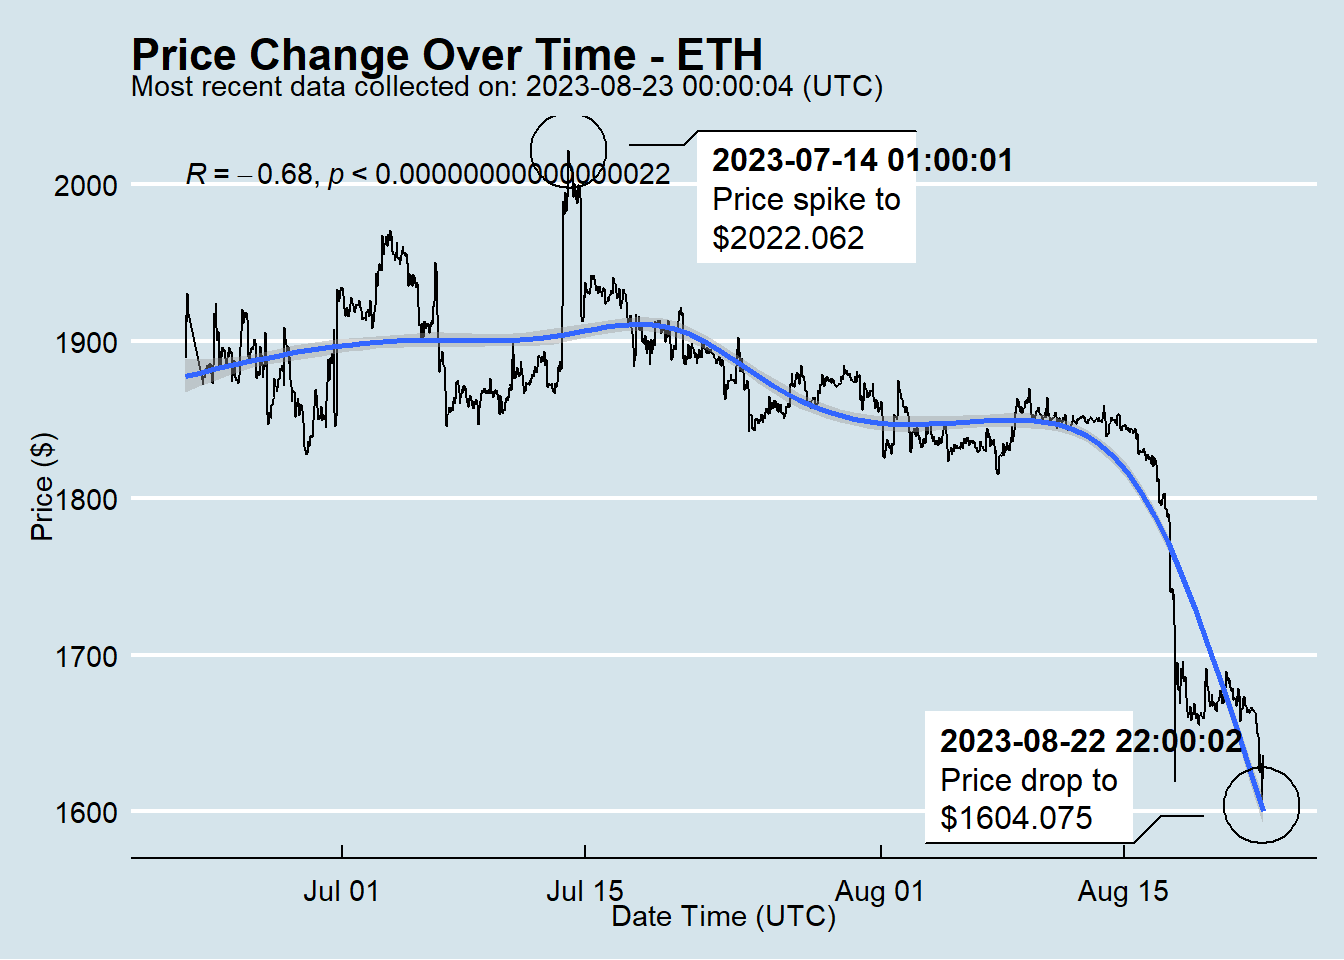 Price Change Over Time - ETH
Most recent data collected on: 2023-08-23 00:00:04 (UTC)
R = −0.68, p < 0.00000000000000022
2023-07-14 01:00:01
Price spike to
$2022.062
2000
1900
1800
1700
1600
Price ($)
2023-08-22 22:00:02
Price drop to
$1604.075
Jul 01 Jul 15 Aug 01 Aug 15
Date Time (UTC)